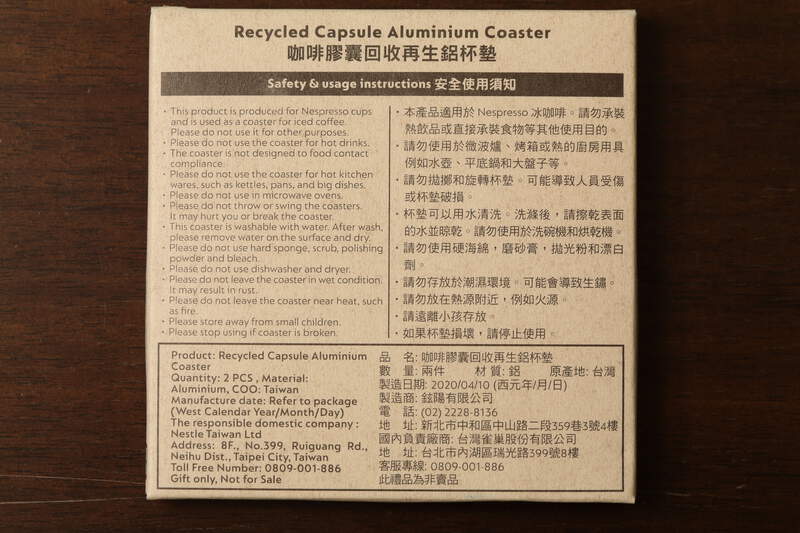 Recycled Capsule Aluminium Coaster
咖啡膠囊回收再生鋁杯墊
Safety & usage instructions 安全使用須知
• This product is produced for Nespresso cups
and is used as a coaster for iced coffee.
Please do not use it for other purposes.
• Please do not use the coaster for hot drinks.
• The coaster is not designed to food contact
compliance.
• Please do not use the coaster for hot kitchen
wares, such as kettles, pans, and big dishes.
• Please do not use in microwave ovens.
• Please do not throw or swing the coasters.
It may hurt you or break the coaster.
• This coaster is washable with water. After wash,
please remove water on the surface and dry.
• Please do not use hard sponge, scrub, polishing
powder and bleach.
• Please do not use dishwasher and dryer.
• Please do not leave the coaster in wet condition.
It may result in rust.
• Please do not leave the coaster near heat, such
as fire.
• Please store away from small children.
• Please stop using if coaster is broken.
• 本產品適用於 Nespresso 冰咖啡。請勿承裝
熱飲品或直接承裝食物等其他使用目的。
• 請勿使用於微波爐、烤箱或熱的廚房用具
例如水壺、平底鍋和大盤子等。
• 請勿拋擲和旋轉杯墊。可能導致人員受傷
或杯墊破損。
• 杯墊可以用水清洗。洗滌後，請擦乾表面
的水並晾乾。請勿使用於洗碗機和烘乾機。
• 請勿使用硬海綿，磨砂膏，拋光粉和漂白
劑。
• 請勿存放於潮濕環境。可能會導致生鏽。
• 請勿放在熱源附近，例如火源。
• 請遠離小孩存放。
• 如果杯墊損壞，請停止使用。
Product: Recycled Capsule Aluminium
Coaster
Quantity: 2 PCS , Material:
Aluminium, COO: Taiwan
Manufacture date: Refer to package
(West Calendar Year/Month/Day)
The responsible domestic company :
Nestle Taiwan Ltd
Address: 8F., No.399, Ruiguang Rd.,
Neihu Dist., Taipei City, Taiwan
Toll Free Number: 0809-001-886
Gift only, Not for Sale
品 名: 咖啡膠囊回收再生鋁杯墊
數 量: 兩件 材 質: 鋁 原產地: 台灣
製造日期: 2020/04/10 (西元年/月/日)
製造商: 鉉陽有限公司
電 話: (02) 2228-8136
地 址: 新北市中和區中山路二段359巷3號4樓
國內負責廠商: 台灣雀巢股份有限公司
地 址: 台北市內湖區瑞光路399號8樓
客服專線: 0809-001-886
此禮品為非賣品